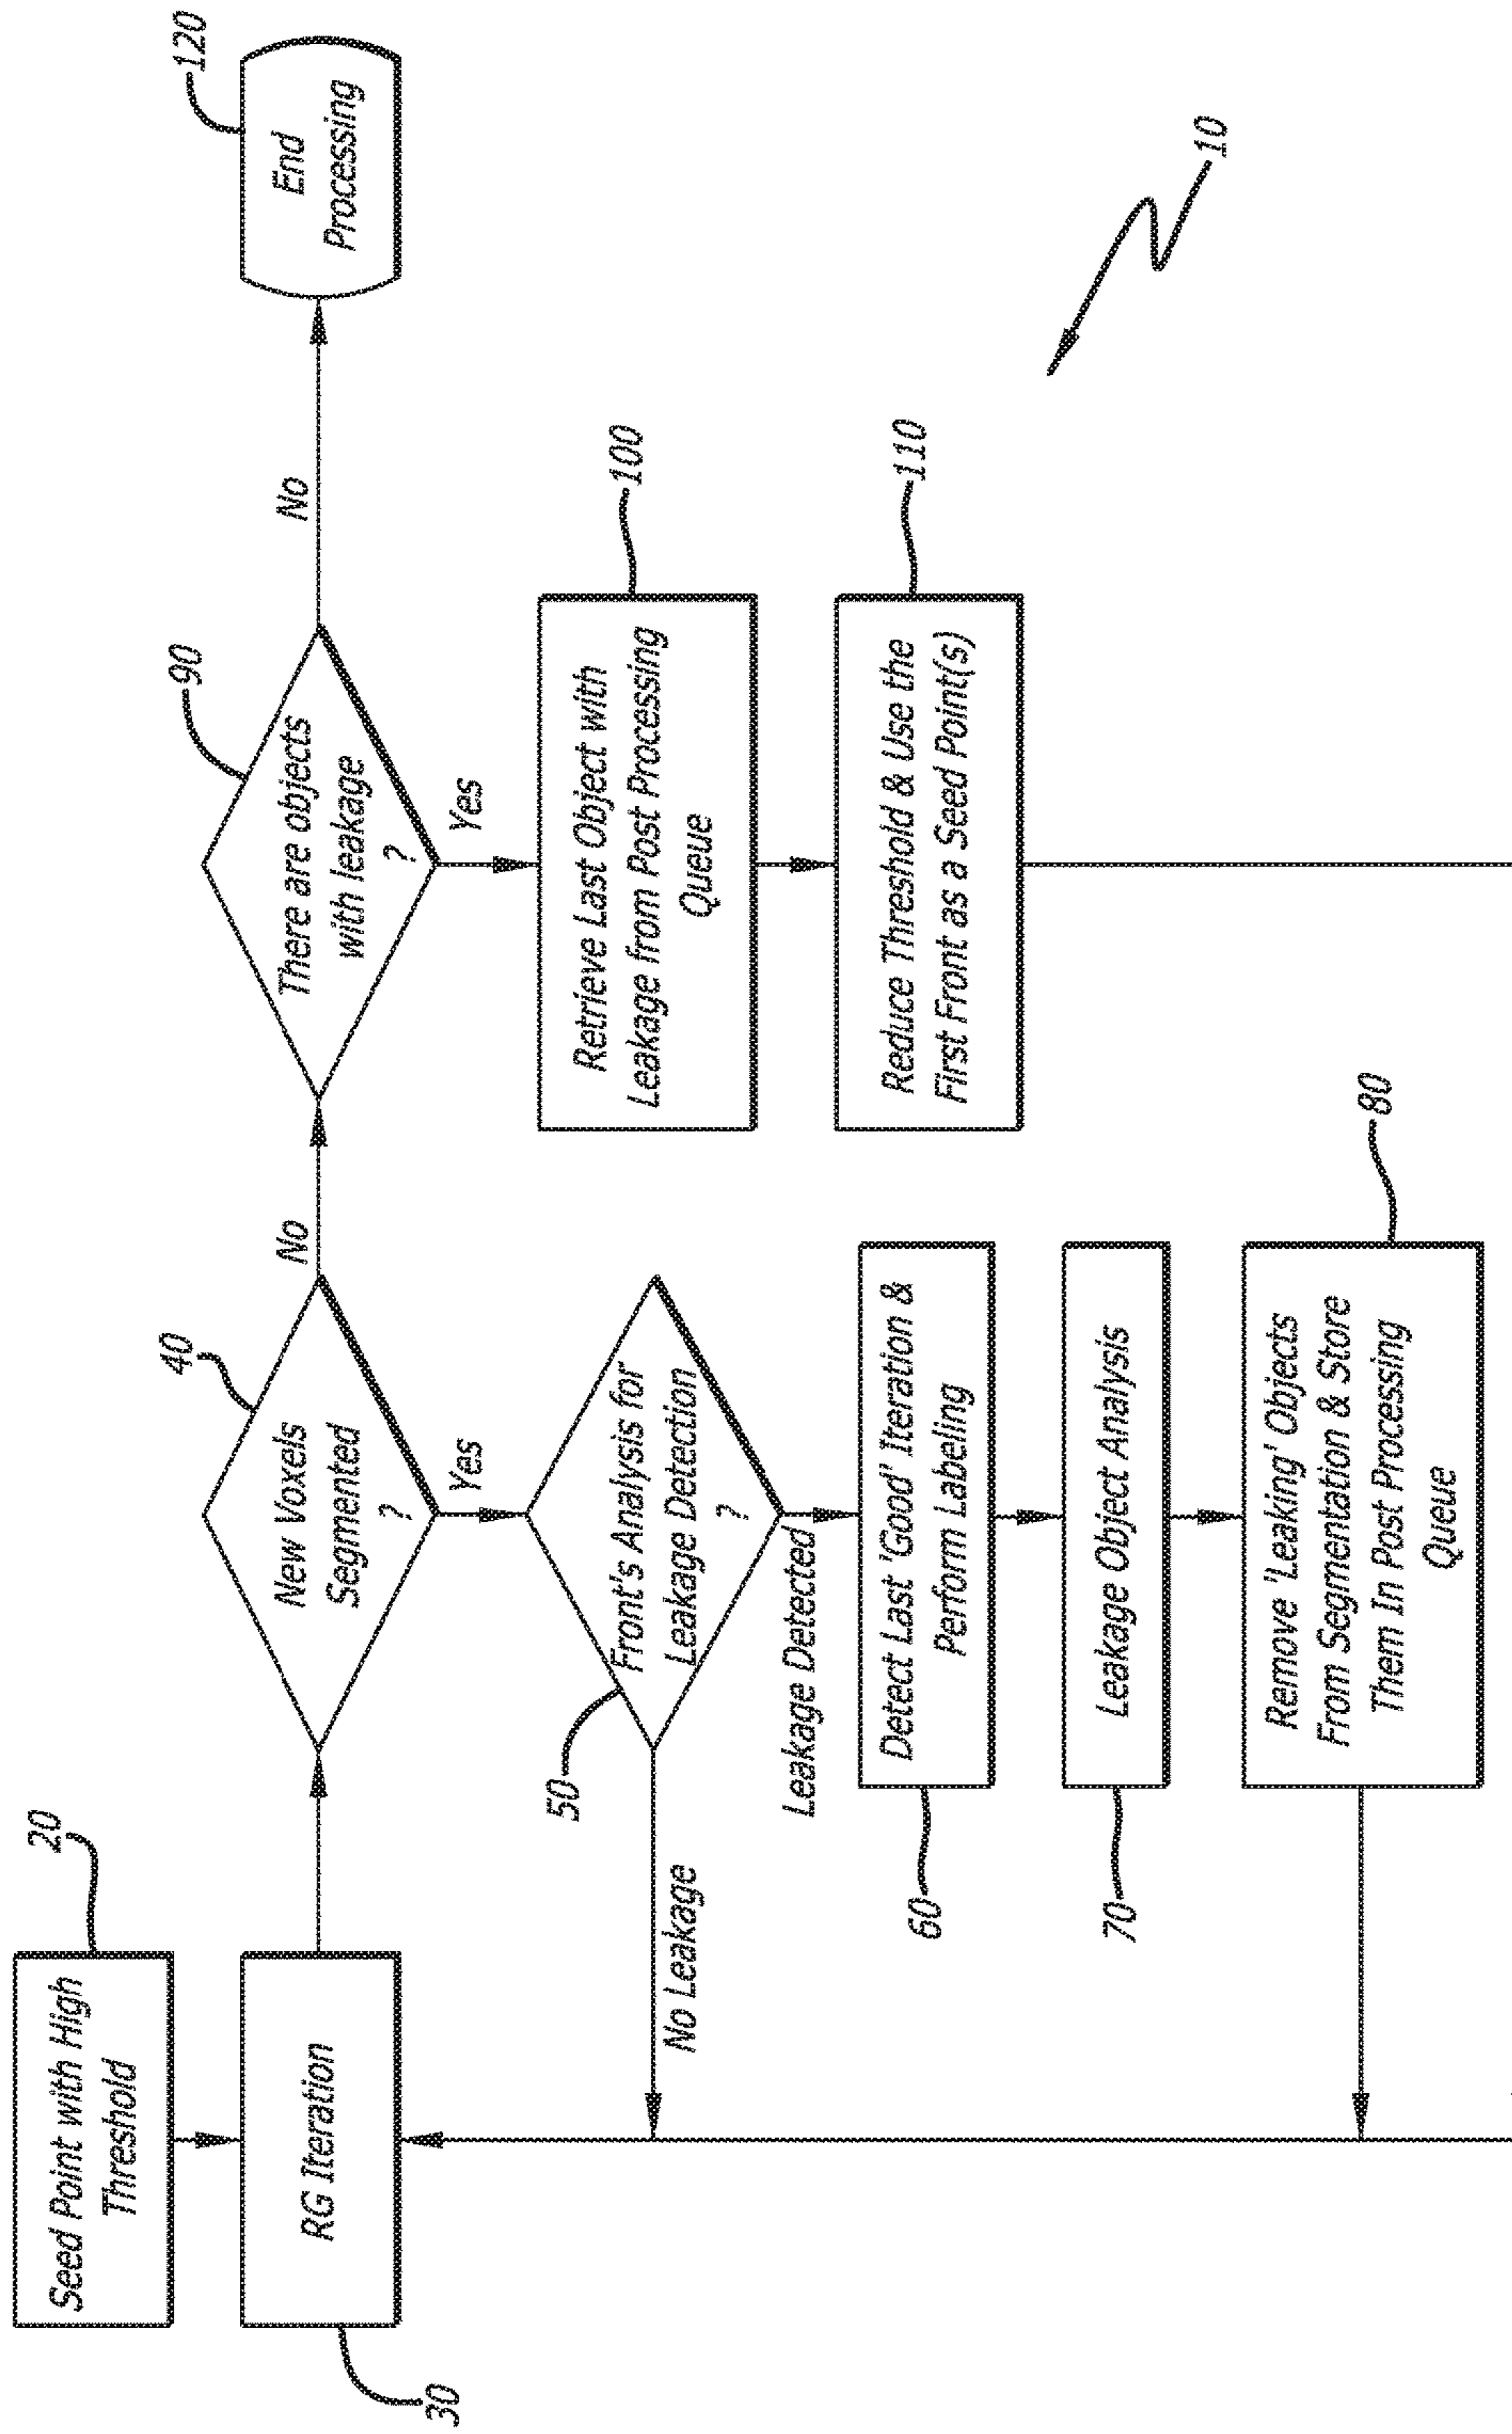 20
Seed Point with High
Threshold
RG Iteration
30
40
New Voxels
Segmented
?
No
Yes
50
Front's Analysis for
Leakage Detection
?
No Leakage
Leakage Detected
Detect Last 'Good' Iteration &
Perform Labeling
60
Leakage Object Analysis
70
Remove 'Leaking' Objects
From Segmentation & Store
Them In Post Processing
Queue
80
90
There are objects
with leakage
?
No
Yes
Retrieve Last Object with
Leakage from Post Processing
Queue
100
Reduce Threshold & Use the
First Front as a Seed Point(s)
110
End
Processing
120
10